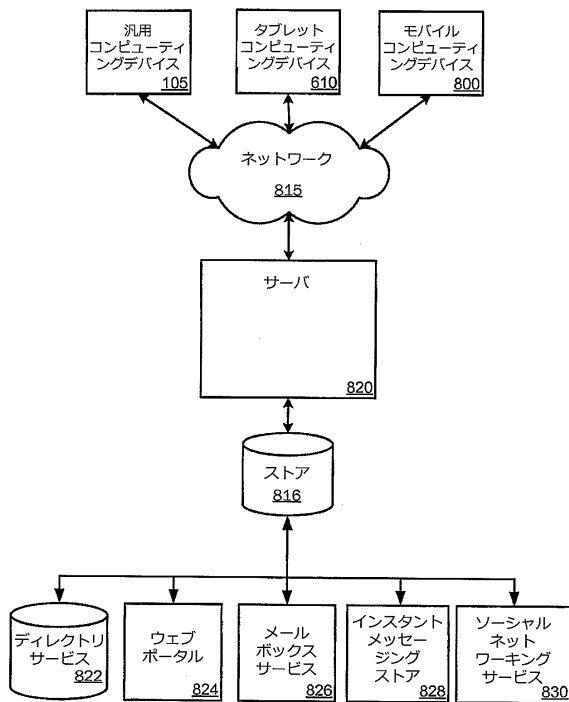 汎用
コンピューティ
ングデバイス
105
タブレット
コンピューティ
ングデバイス
610
モバイル
コンピューティ
ングデバイス
800
ネットワーク
815
サーバ
820
ストア
816
ディレクトリ
サービス
822
ウェブ
ポータル
824
メール
ボックス
サービス
826
インスタント
メッセー
ジング
ストア
828
ソーシャル
ネット
ワーキング
サービス
830